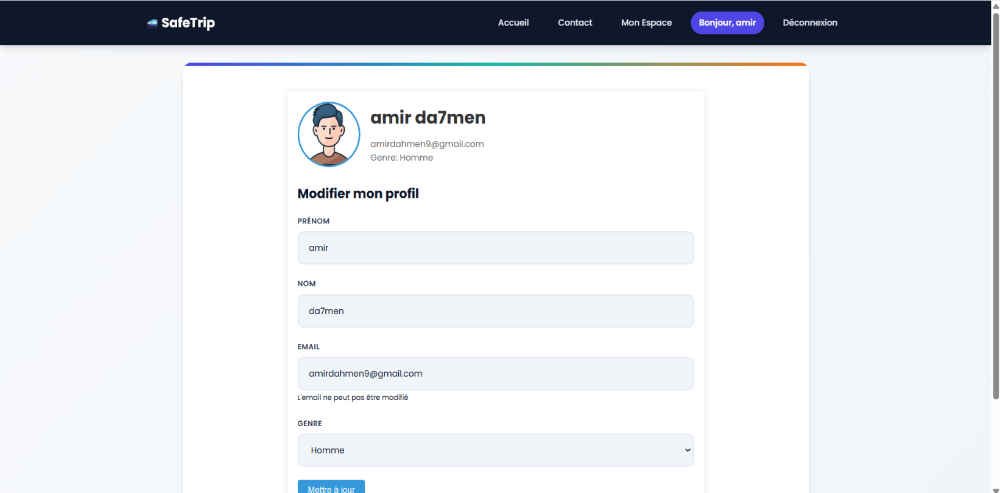 SafeTrip
Accueil Contact Mon Espace Bonjour, amir Déconnexion
amir da7men
amirdahmen9@gmail.com
Genre: Homme
Modifier mon profil
PRÉNOM
amir
NOM
da7men
EMAIL
amirdahmen9@gmail.com
L'email ne peut pas être modifié
GENRE
Homme
Mettre à jour